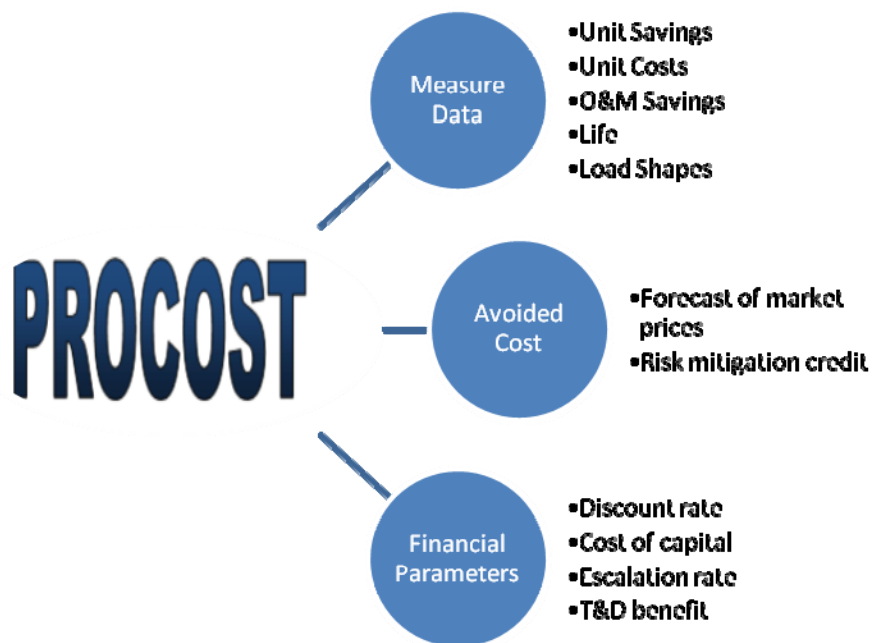 PROCOST
Measure
Data
•Unit Savings
•Unit Costs
•O&M Savings
•Life
•Load Shapes
Avoided
Cost
•Forecast of market
prices
•Risk mitigation credit
Financial
Parameters
•Discount rate
•Cost of capital
•Escalation rate
•T&D benefit